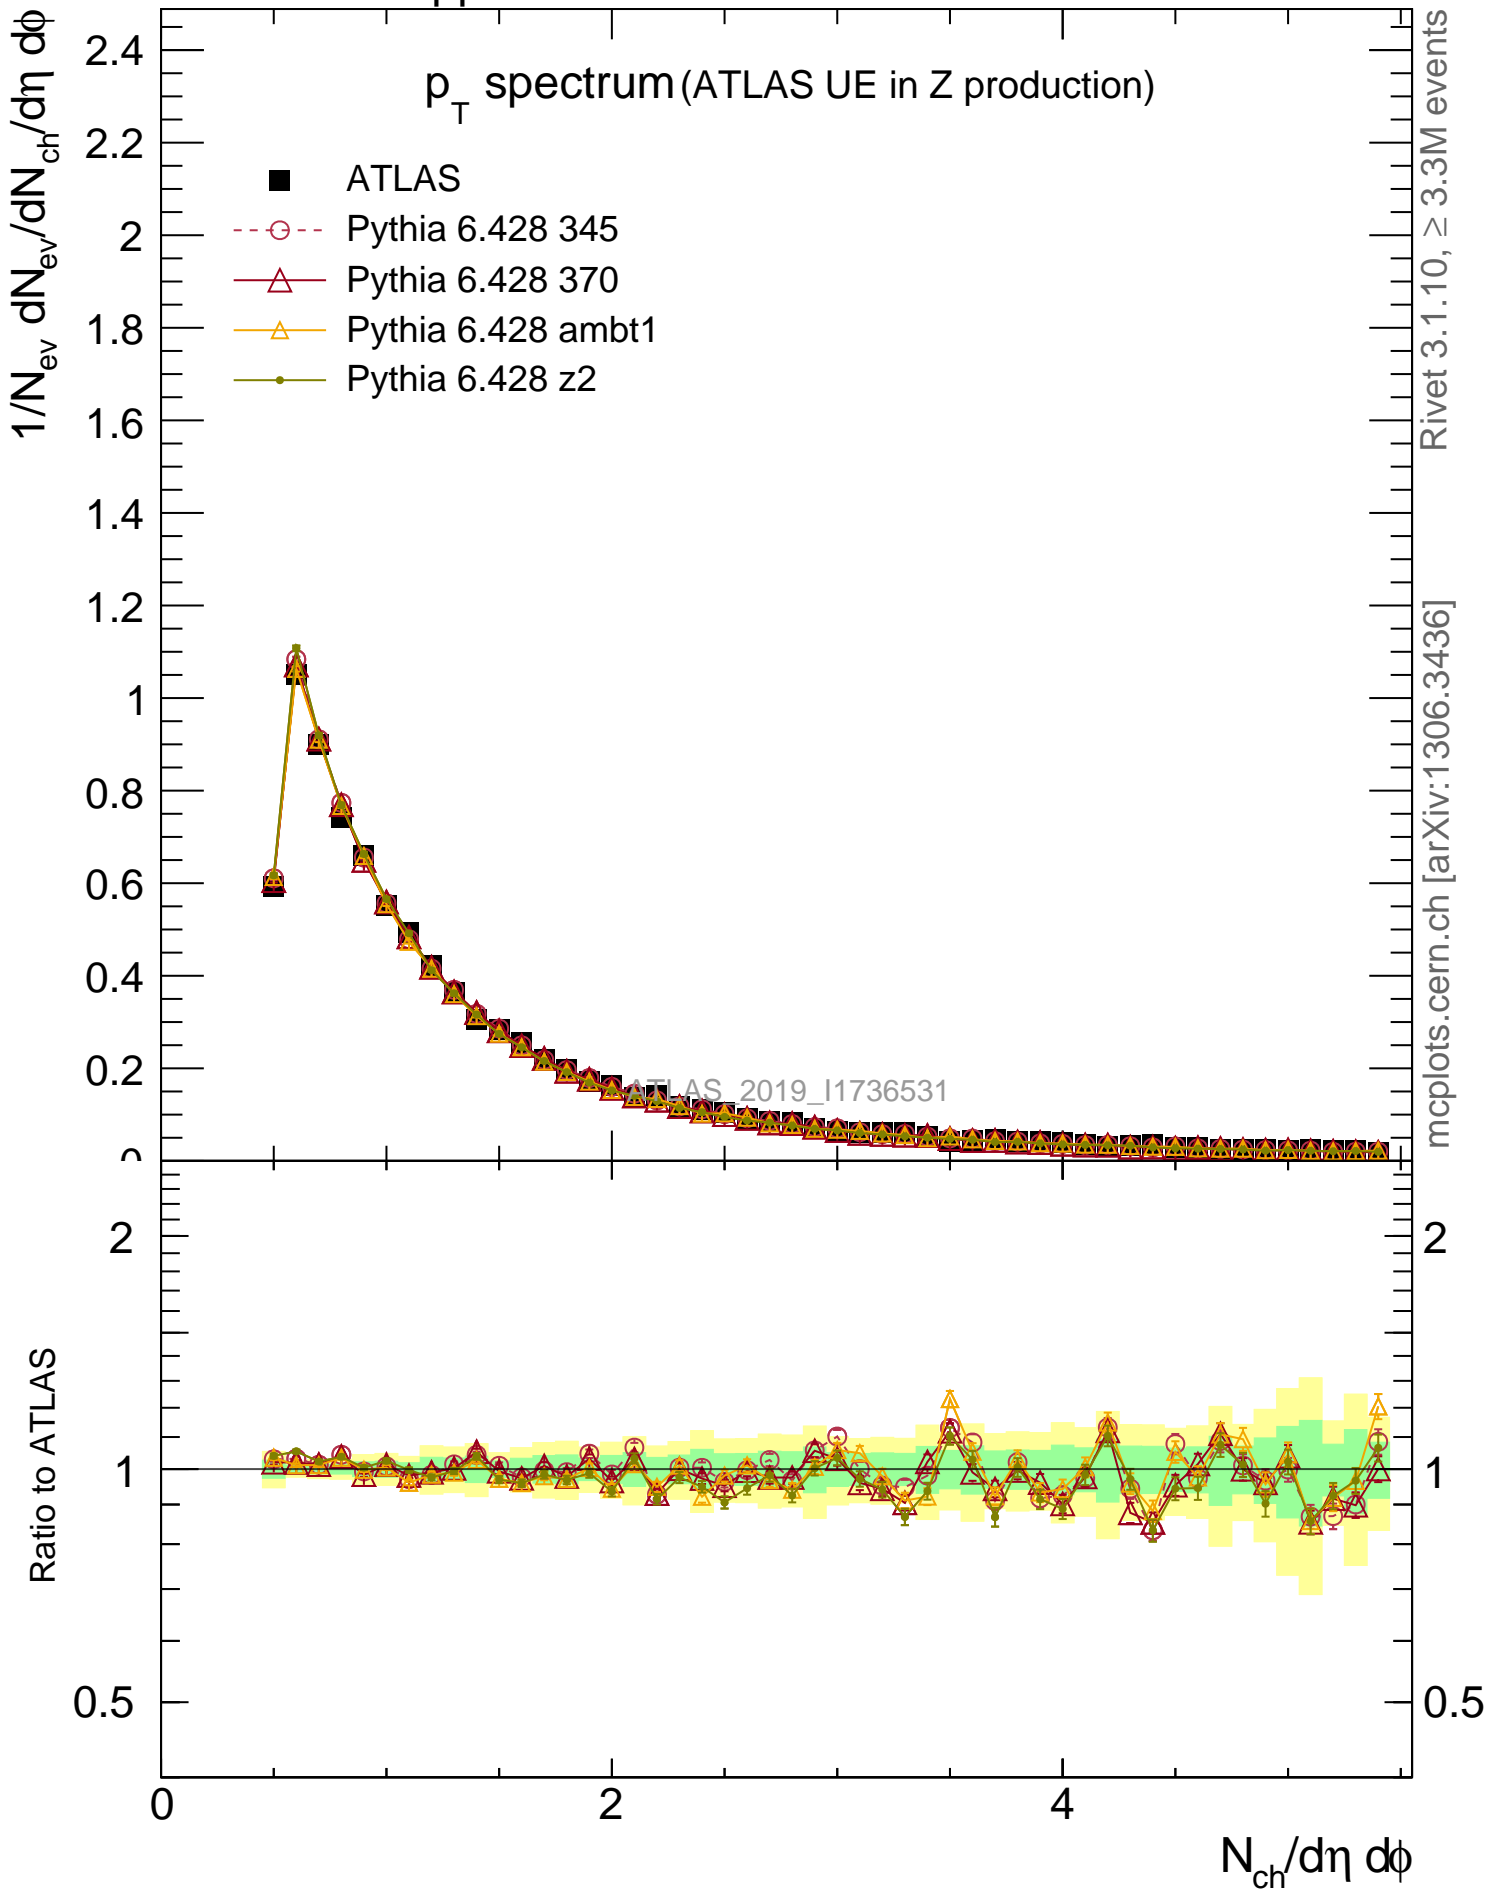 pp
p_T spectrum (ATLAS UE in Z production)
1/N_ev dN_ev/dN_ch/dη dϕ
ATLAS
Pythia 6.428 345
Pythia 6.428 370
Pythia 6.428 ambt1
Pythia 6.428 z2
2.4
2.2
2
1.8
1.6
1.4
1.2
1
0.8
0.6
0.4
0.2
0
ATLAS_2019_I1736531
Rivet 3.1.10, ≥ 3.3M events
mcplots.cern.ch [arXiv:1306.3436]
Ratio to ATLAS
2
1
0.5
2
1
0.5
0
2
4
N_ch/dη dϕ